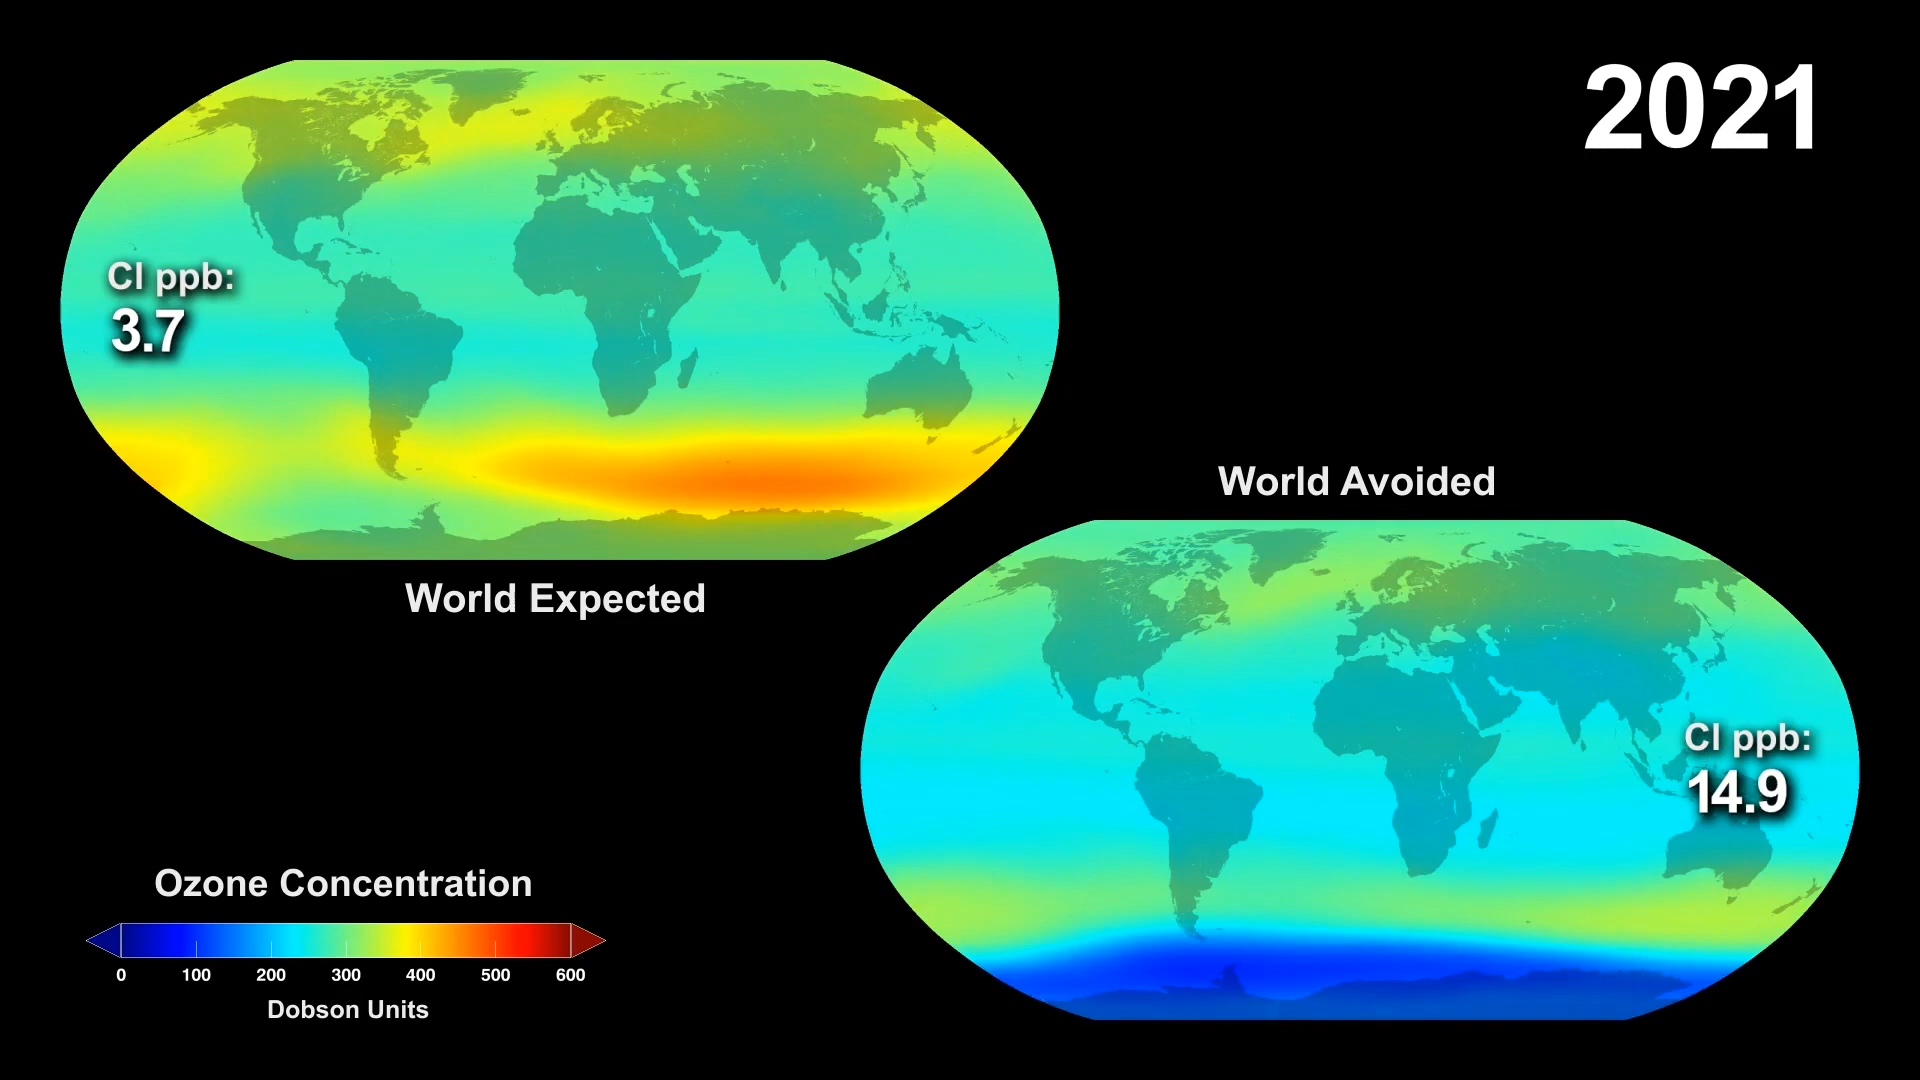 2021
Cl ppb:
3.7
World Expected
World Avoided
Cl ppb:
14.9
Ozone Concentration
0 100 200 300 400 500 600
Dobson Units